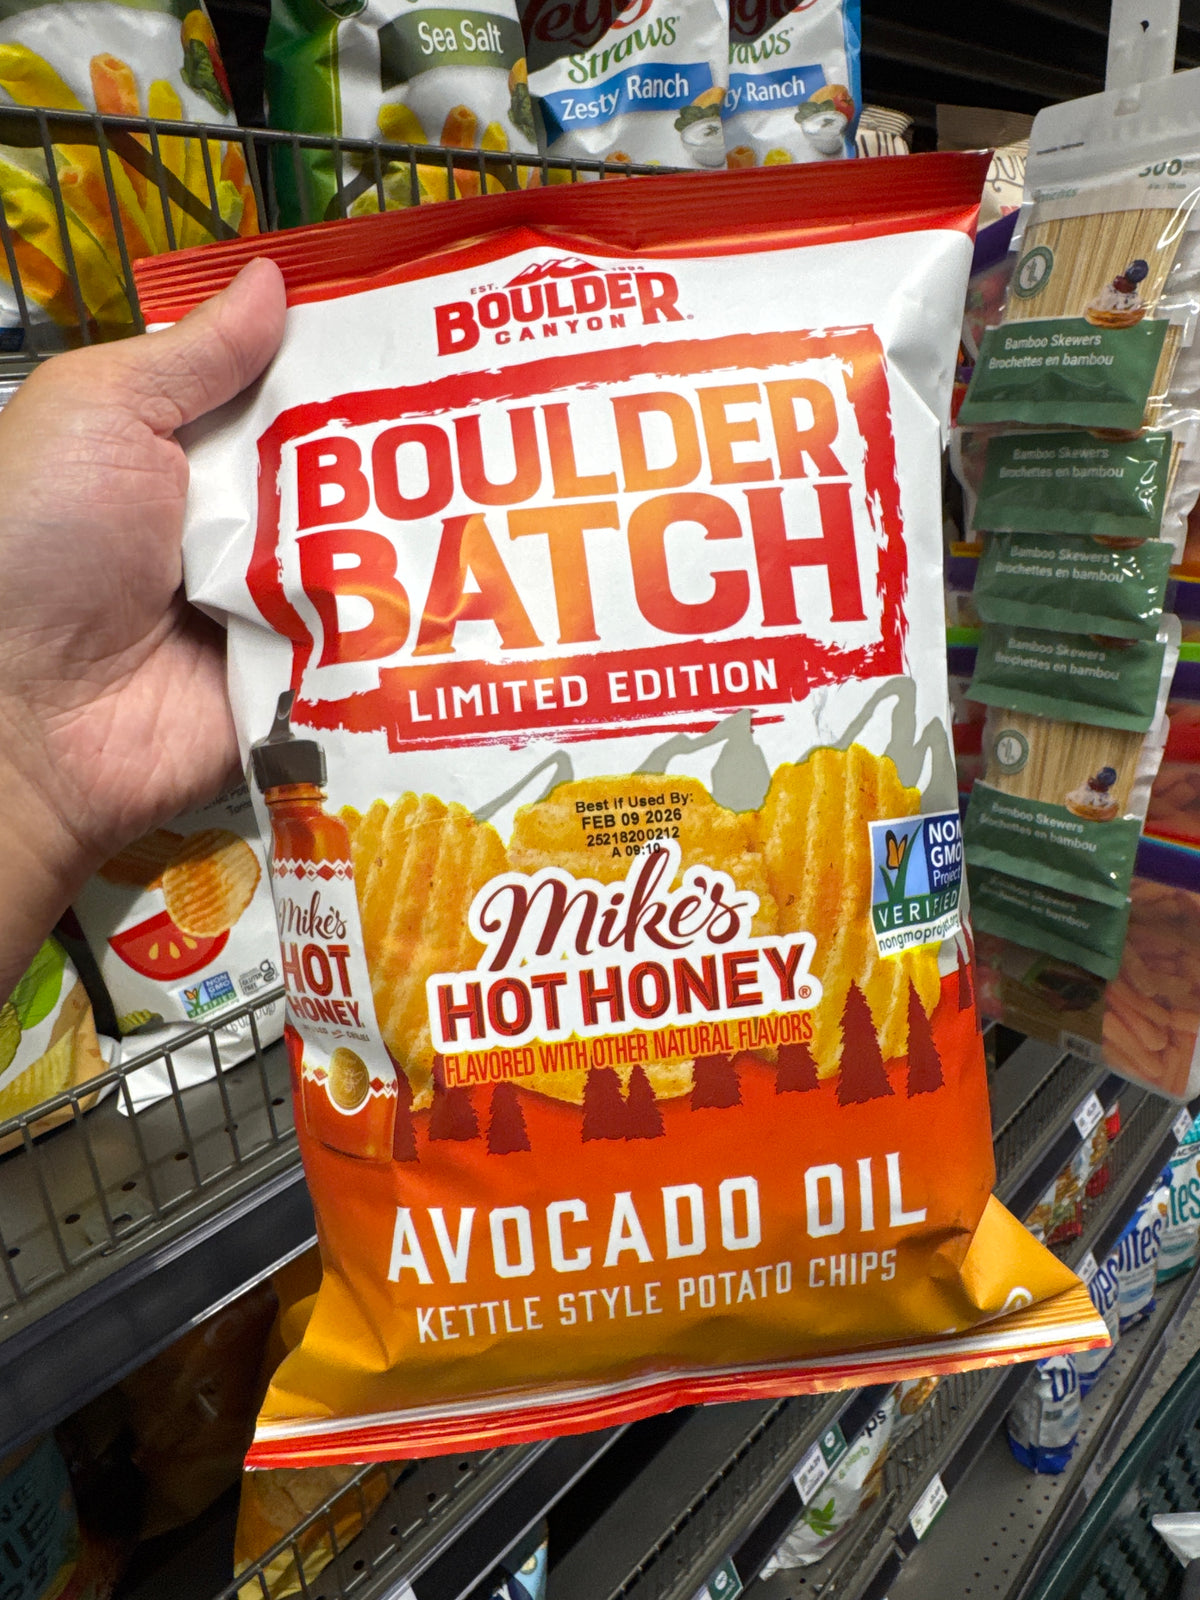 Sea Salt
Straws
Zesty Ranch
EST. 1994
BOULDER
CANYON
BOULDER
BATCH
LIMITED EDITION
Best If Used By:
FEB 09 2026
25218200212
A 09:10
Mike's
HOT HONEY®
FLAVORED WITH OTHER NATURAL FLAVORS
Mike's
HOT
HONEY
NON
GMO
Project
VERIFIED
nongmoproject.org
AVOCADO OIL
KETTLE STYLE POTATO CHIPS
Bamboo Skewers
Brochettes en bambou
Bamboo Skewers
Brochettes en bambou
Bamboo Skewers
Brochettes en bambou
Bamboo Skewers
Brochettes en bambou
Bamboo Skewers
Brochettes en bambou
NON
GMO
VERIFIED